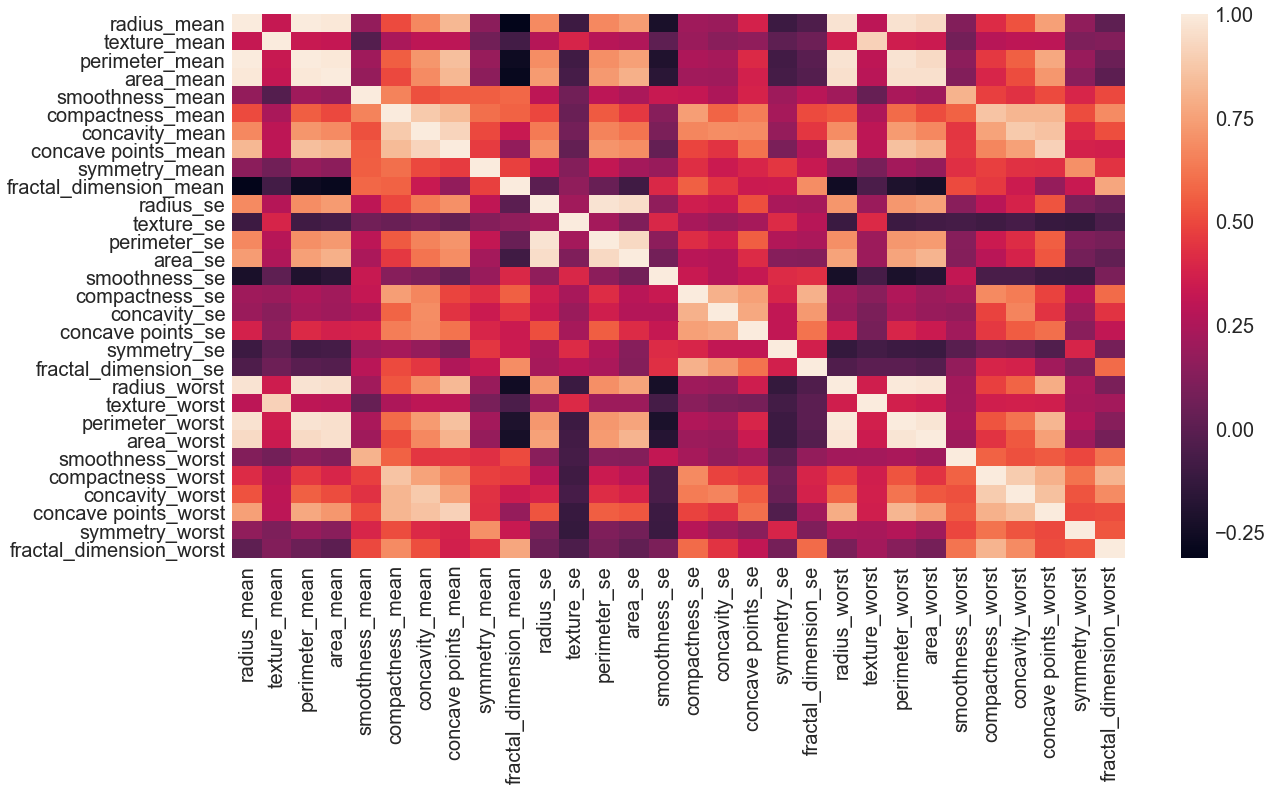 radius_mean
texture_mean
perimeter_mean
area_mean
smoothness_mean
compactness_mean
concavity_mean
concave points_mean
symmetry_mean
fractal_dimension_mean
radius_se
texture_se
perimeter_se
area_se
smoothness_se
compactness_se
concavity_se
concave points_se
symmetry_se
fractal_dimension_se
radius_worst
texture_worst
perimeter_worst
area_worst
smoothness_worst
compactness_worst
concavity_worst
concave points_worst
symmetry_worst
fractal_dimension_worst
radius_mean
texture_mean
perimeter_mean
area_mean
smoothness_mean
compactness_mean
concavity_mean
concave points_mean
symmetry_mean
fractal_dimension_mean
radius_se
texture_se
perimeter_se
area_se
smoothness_se
compactness_se
concavity_se
concave points_se
symmetry_se
fractal_dimension_se
radius_worst
texture_worst
perimeter_worst
area_worst
smoothness_worst
compactness_worst
concavity_worst
concave points_worst
symmetry_worst
fractal_dimension_worst
1.00
0.75
0.50
0.25
0.00
−0.25